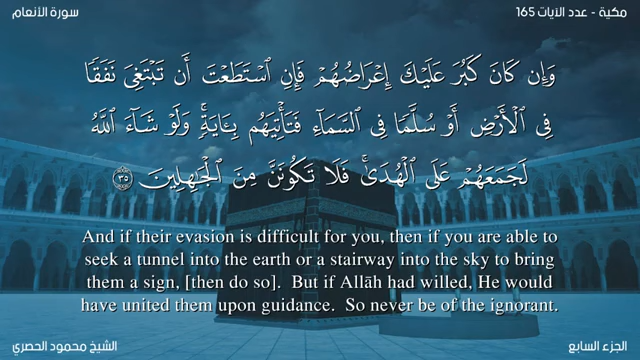 مكية - عدد الآيات 165
سورة الأنعام
وَإِن كَانَ كَبُرَ عَلَيْكَ إِعْرَاضُهُمْ فَإِنِ ٱسْتَطَعْتَ أَن تَبْتَغِىَ نَفَقًا
فِى ٱلْأَرْضِ أَوْ سُلَّمًا فِى ٱلسَّمَآءِ فَتَأْتِيَهُم بِـَٔايَةٍۢ ۚ وَلَوْ شَآءَ ٱللَّهُ
لَجَمَعَهُمْ عَلَى ٱلْهُدَىٰ ۚ فَلَا تَكُونَنَّ مِنَ ٱلْجَـٰهِلِينَ ٣٥
And if their evasion is difficult for you, then if you are able to
seek a tunnel into the earth or a stairway into the sky to bring
them a sign, [then do so].  But if Allāh had willed, He would
have united them upon guidance.  So never be of the ignorant.
الجزء السابع
الشيخ محمود الحصري